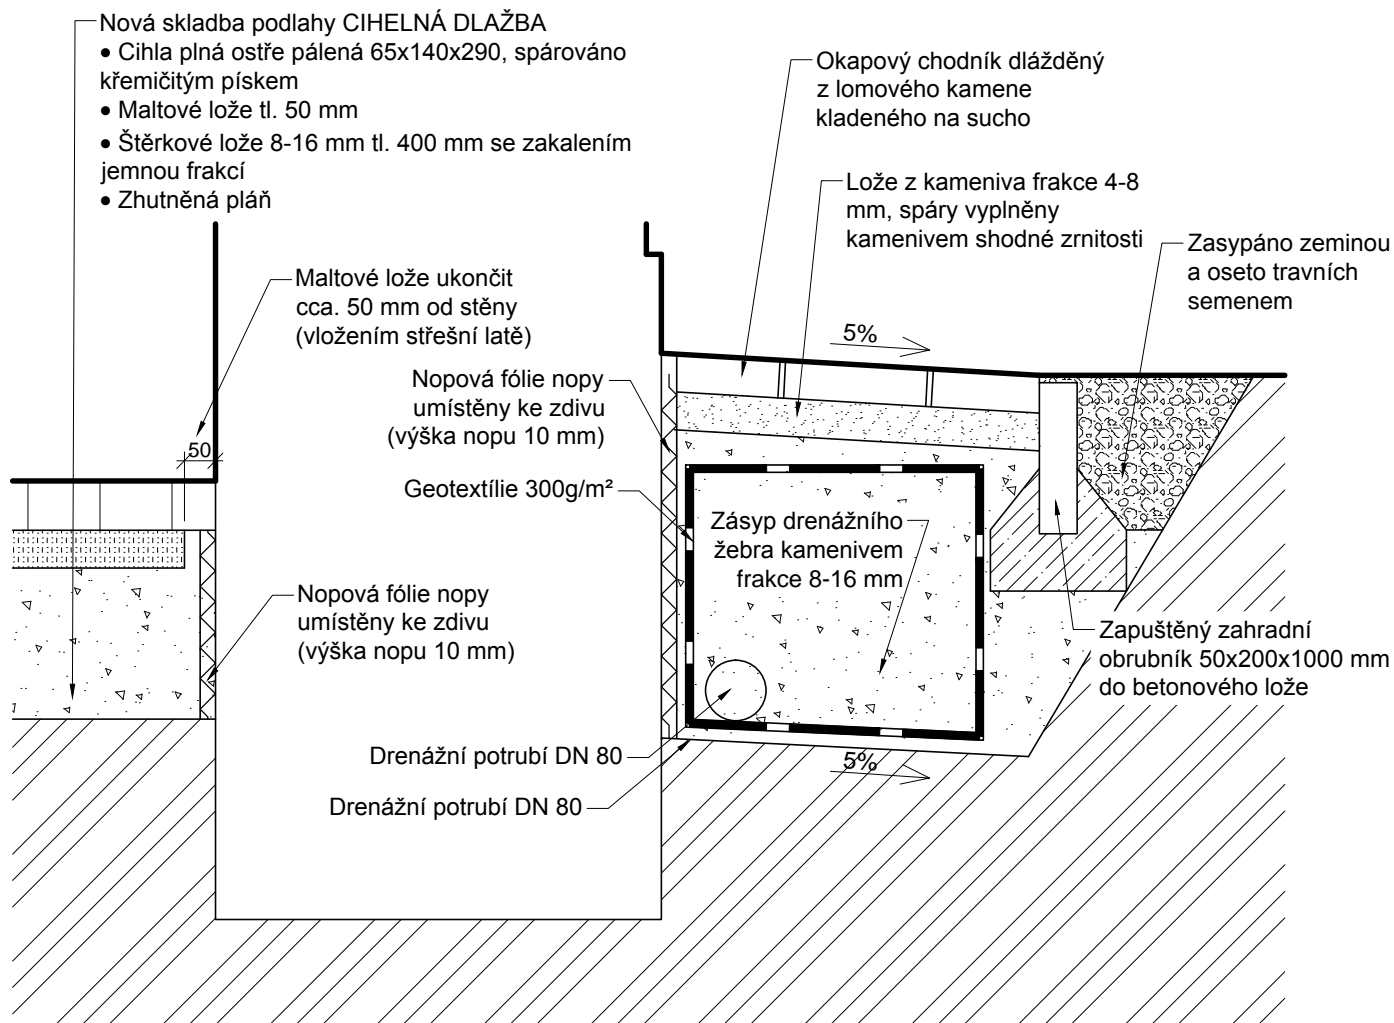 Nová skladba podlahy CIHELNÁ DLAŽBA
• Cihla plná ostře pálená 65x140x290, spárováno
křemičitým pískem
• Maltové lože tl. 50 mm
• Štěrkové lože 8-16 mm tl. 400 mm se zakalením
jemnou frakcí
• Zhutněná pláň
Okapový chodník dlážděný
z lomového kamene
kladeného na sucho
Lože z kameniva frakce 4-8
mm, spáry vyplněny
kamenivem shodné zrnitosti
Zasypáno zeminou
a oseto travních
semenem
Maltové lože ukončit
cca. 50 mm od stěny
(vložením střešní latě)
5%
Nopová fólie nopy
umístěny ke zdivu
(výška nopu 10 mm)
50
Geotextílie 300g/m²
Zásyp drenážního
žebra kamenivem
frakce 8-16 mm
Nopová fólie nopy
umístěny ke zdivu
(výška nopu 10 mm)
Zapuštěný zahradní
obrubník 50x200x1000 mm
do betonového lože
Drenážní potrubí DN 80
5%
Drenážní potrubí DN 80